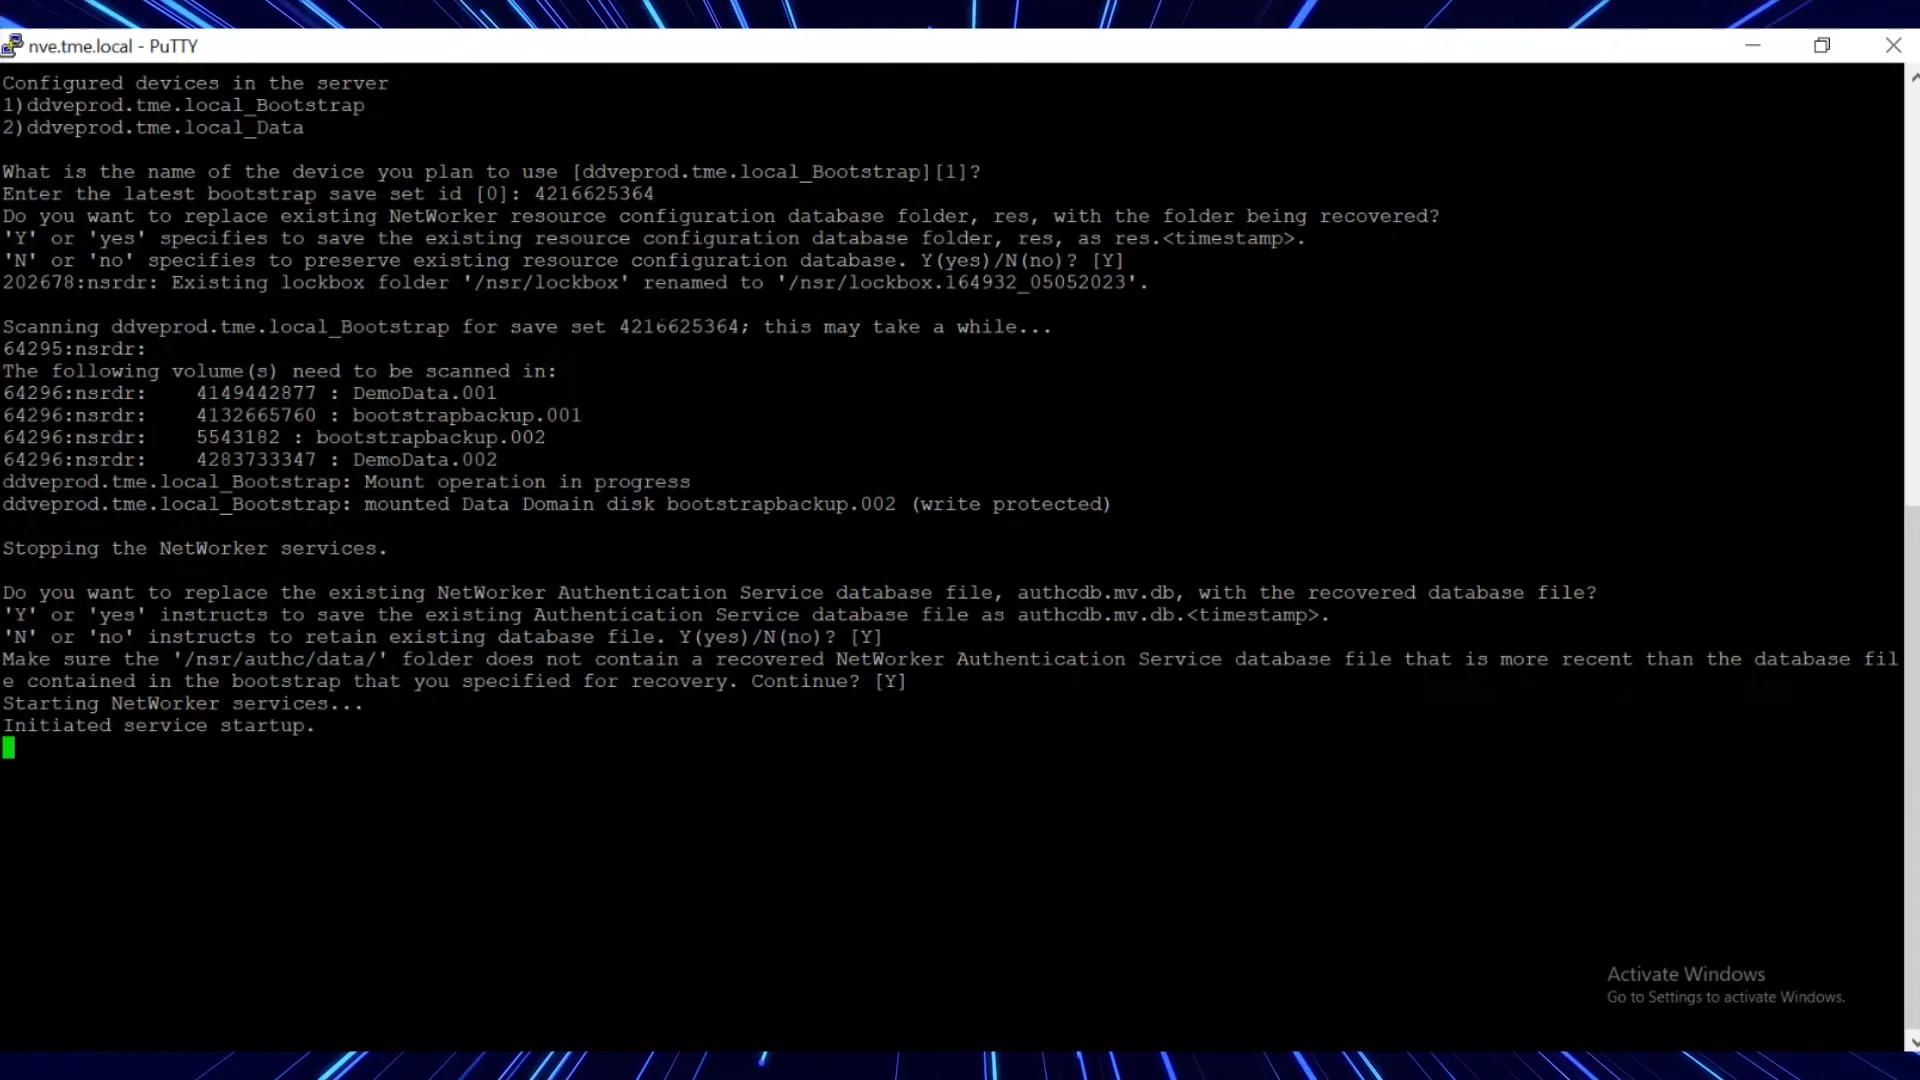 nve.tme.local - PuTTY
Configured devices in the server
1)ddveprod.tme.local_Bootstrap
2)ddveprod.tme.local_Data
What is the name of the device you plan to use [ddveprod.tme.local_Bootstrap][1]?
Enter the latest bootstrap save set id [0]: 4216625364
Do you want to replace existing NetWorker resource configuration database folder, res, with the folder being recovered?
'Y' or 'yes' specifies to save the existing resource configuration database folder, res, as res.<timestamp>.
'N' or 'no' specifies to preserve existing resource configuration database. Y(yes)/N(no)? [Y]
202678:nsrdr: Existing lockbox folder '/nsr/lockbox' renamed to '/nsr/lockbox.164932_05052023'.
Scanning ddveprod.tme.local_Bootstrap for save set 4216625364; this may take a while...
64295:nsrdr:
The following volume(s) need to be scanned in:
64296:nsrdr:    4149442877 : DemoData.001
64296:nsrdr:    4132665760 : bootstrapbackup.001
64296:nsrdr:    5543182 : bootstrapbackup.002
64296:nsrdr:    4283733347 : DemoData.002
ddveprod.tme.local_Bootstrap: Mount operation in progress
ddveprod.tme.local_Bootstrap: mounted Data Domain disk bootstrapbackup.002 (write protected)
Stopping the NetWorker services.
Do you want to replace the existing NetWorker Authentication Service database file, authcdb.mv.db, with the recovered database file?
'Y' or 'yes' instructs to save the existing Authentication Service database file as authcdb.mv.db.<timestamp>.
'N' or 'no' instructs to retain existing database file. Y(yes)/N(no)? [Y]
Make sure the '/nsr/authc/data/' folder does not contain a recovered NetWorker Authentication Service database file that is more recent than the database fil
e contained in the bootstrap that you specified for recovery. Continue? [Y]
Starting NetWorker services...
Initiated service startup.
Activate Windows
Go to Settings to activate Windows.